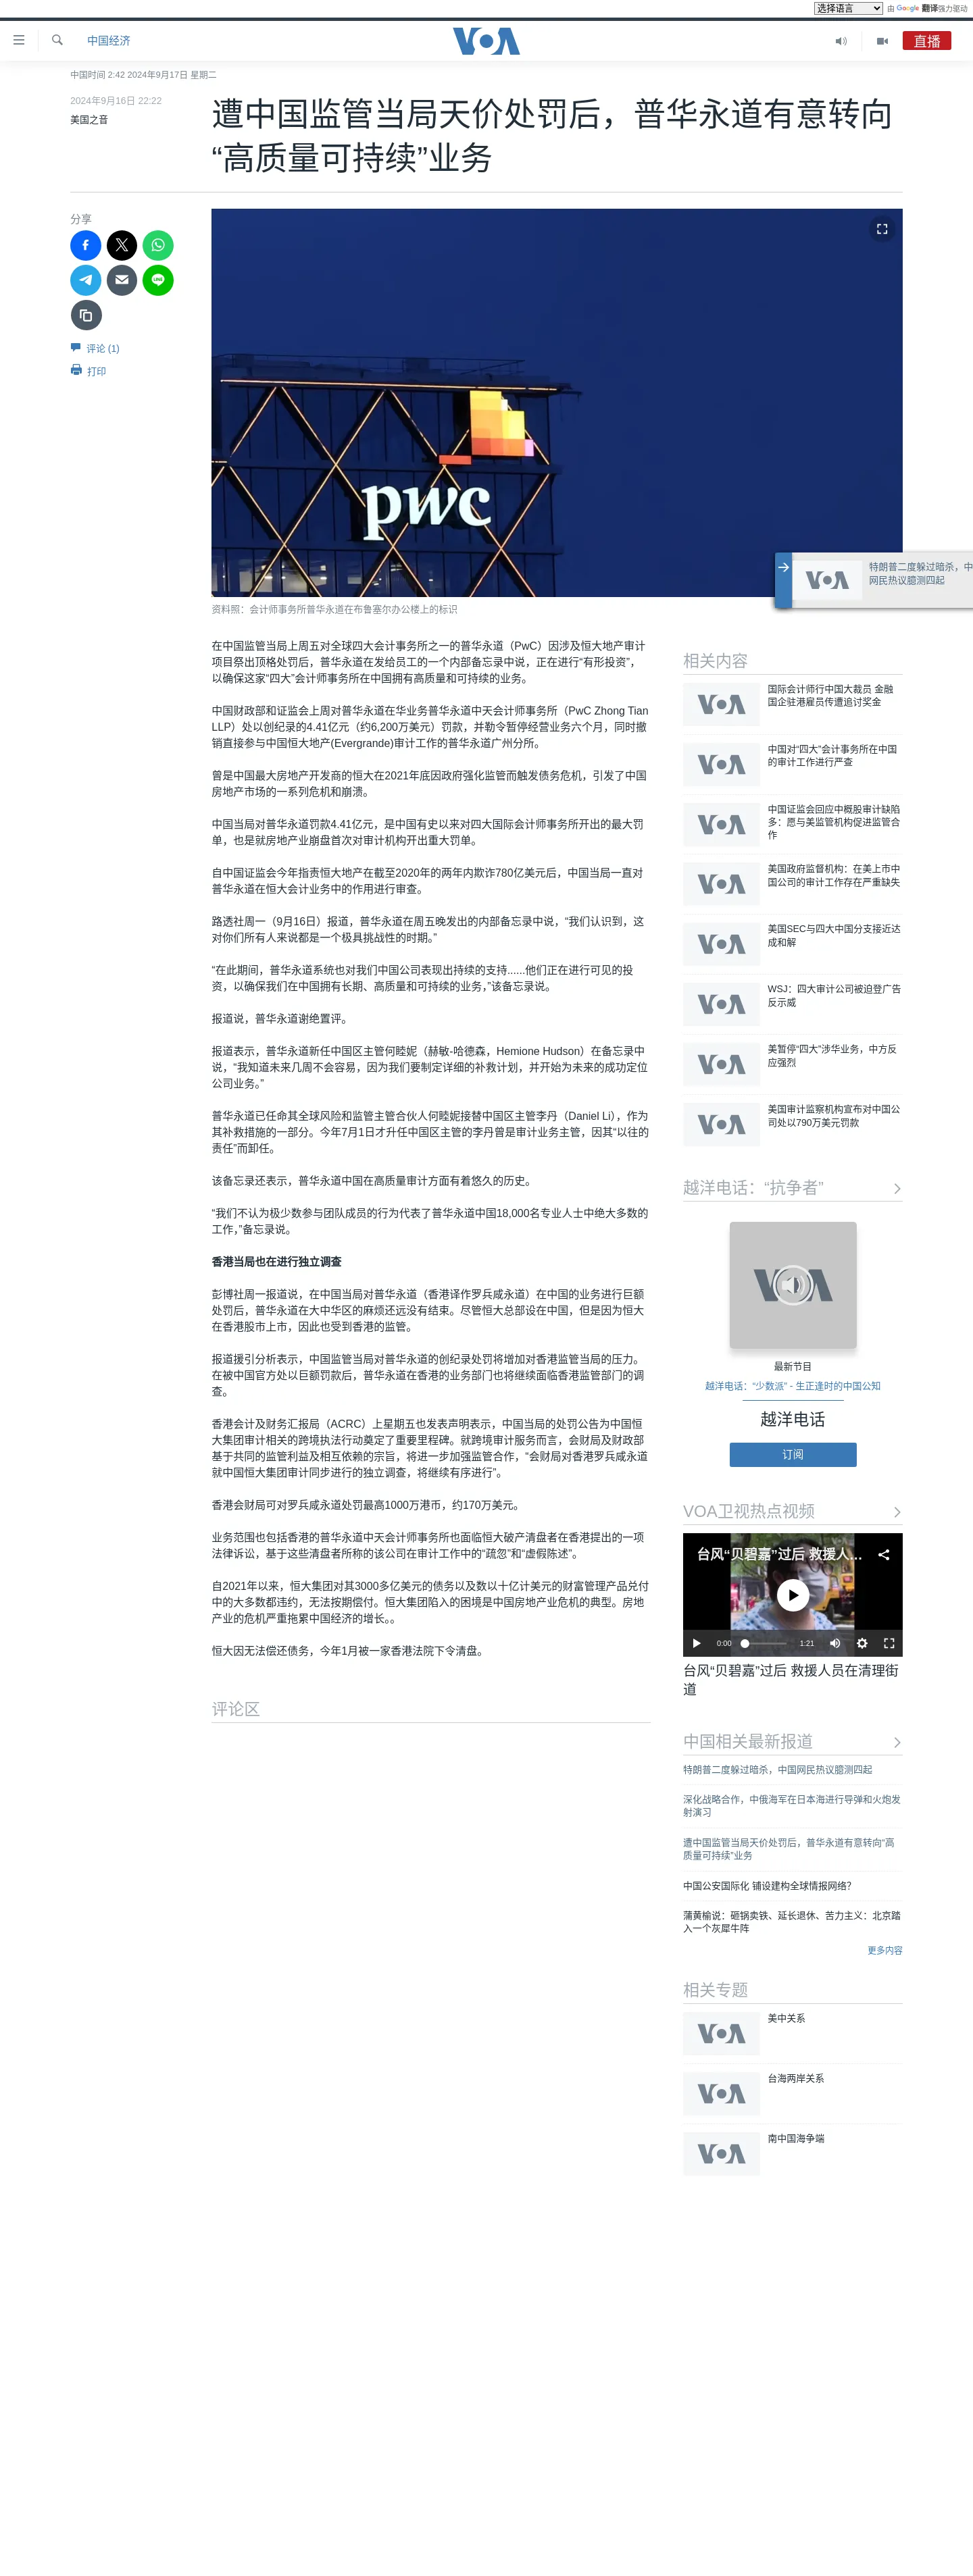 选择语言 由 Google 翻译强力驱动
中国经济
VOA
直播
中国时间 2:42 2024年9月17日 星期二
2024年9月16日 22:22
美国之音
遭中国监管当局天价处罚后，普华永道有意转向
“高质量可持续”业务
分享
评论 (1)
打印
pwc
资料照：会计师事务所普华永道在布鲁塞尔办公楼上的标识
特朗普二度躲过暗杀，中
网民热议臆测四起
在中国监管当局上周五对全球四大会计事务所之一的普华永道（PwC）因涉及恒大地产审计
项目祭出顶格处罚后，普华永道在发给员工的一个内部备忘录中说，正在进行“有形投资”，
以确保这家“四大”会计师事务所在中国拥有高质量和可持续的业务。
中国财政部和证监会上周对普华永道在华业务普华永道中天会计师事务所（PwC Zhong Tian
LLP）处以创纪录的4.41亿元（约6,200万美元）罚款，并勒令暂停经营业务六个月，同时撤
销直接参与中国恒大地产(Evergrande)审计工作的普华永道广州分所。
曾是中国最大房地产开发商的恒大在2021年底因政府强化监管而触发债务危机，引发了中国
房地产市场的一系列危机和崩溃。
中国当局对普华永道罚款4.41亿元，是中国有史以来对四大国际会计师事务所开出的最大罚
单，也是就房地产业崩盘首次对审计机构开出重大罚单。
自中国证监会今年指责恒大地产在截至2020年的两年内欺诈780亿美元后，中国当局一直对
普华永道在恒大会计业务中的作用进行审查。
路透社周一（9月16日）报道，普华永道在周五晚发出的内部备忘录中说，“我们认识到，这
对你们所有人来说都是一个极具挑战性的时期。”
“在此期间，普华永道系统也对我们中国公司表现出持续的支持......他们正在进行可见的投
资，以确保我们在中国拥有长期、高质量和可持续的业务，”该备忘录说。
报道说，普华永道谢绝置评。
报道表示，普华永道新任中国区主管何睦妮（赫敏-哈德森，Hemione Hudson）在备忘录中
说，“我知道未来几周不会容易，因为我们要制定详细的补救计划，并开始为未来的成功定位
公司业务。”
普华永道已任命其全球风险和监管主管合伙人何睦妮接替中国区主管李丹（Daniel Li），作为
其补救措施的一部分。今年7月1日才升任中国区主管的李丹曾是审计业务主管，因其“以往的
责任”而卸任。
该备忘录还表示，普华永道中国在高质量审计方面有着悠久的历史。
“我们不认为极少数参与团队成员的行为代表了普华永道中国18,000名专业人士中绝大多数的
工作，”备忘录说。
香港当局也在进行独立调查
彭博社周一报道说，在中国当局对普华永道（香港译作罗兵咸永道）在中国的业务进行巨额
处罚后，普华永道在大中华区的麻烦还远没有结束。尽管恒大总部设在中国，但是因为恒大
在香港股市上市，因此也受到香港的监管。
报道援引分析表示，中国监管当局对普华永道的创纪录处罚将增加对香港监管当局的压力。
在被中国官方处以巨额罚款后，普华永道在香港的业务部门也将继续面临香港监管部门的调
查。
香港会计及财务汇报局（ACRC）上星期五也发表声明表示，中国当局的处罚公告为中国恒
大集团审计相关的跨境执法行动奠定了重要里程碑。就跨境审计服务而言，会财局及财政部
基于共同的监管利益及相互依赖的宗旨，将进一步加强监管合作，“会财局对香港罗兵咸永道
就中国恒大集团审计同步进行的独立调查，将继续有序进行”。
香港会财局可对罗兵咸永道处罚最高1000万港币，约170万美元。
业务范围也包括香港的普华永道中天会计师事务所也面临恒大破产清盘者在香港提出的一项
法律诉讼，基于这些清盘者所称的该公司在审计工作中的“疏忽”和“虚假陈述”。
自2021年以来，恒大集团对其3000多亿美元的债务以及数以十亿计美元的财富管理产品兑付
中的大多数都违约，无法按期偿付。恒大集团陷入的困境是中国房地产业危机的典型。房地
产业的危机严重拖累中国经济的增长。。
恒大因无法偿还债务，今年1月被一家香港法院下令清盘。
评论区
相关内容
国际会计师行中国大裁员 金融
国企驻港雇员传遭追讨奖金
中国对“四大”会计事务所在中国
的审计工作进行严查
中国证监会回应中概股审计缺陷
多：愿与美监管机构促进监管合
作
美国政府监督机构：在美上市中
国公司的审计工作存在严重缺失
美国SEC与四大中国分支接近达
成和解
WSJ：四大审计公司被迫登广告
反示威
美暂停“四大”涉华业务，中方反
应强烈
美国审计监察机构宣布对中国公
司处以790万美元罚款
越洋电话：“抗争者”
最新节目
越洋电话：“少数派” - 生正逢时的中国公知
越洋电话
订阅
VOA卫视热点视频
台风“贝碧嘉”过后 救援人...
0:00 1:21
台风“贝碧嘉”过后 救援人员在清理街
道
中国相关最新报道
特朗普二度躲过暗杀，中国网民热议臆测四起
深化战略合作，中俄海军在日本海进行导弹和火炮发
射演习
遭中国监管当局天价处罚后，普华永道有意转向“高
质量可持续”业务
中国公安国际化 铺设建构全球情报网络？
蒲黄榆说：砸锅卖铁、延长退休、苦力主义：北京踏
入一个灰犀牛阵
更多内容
相关专题
美中关系
台海两岸关系
南中国海争端